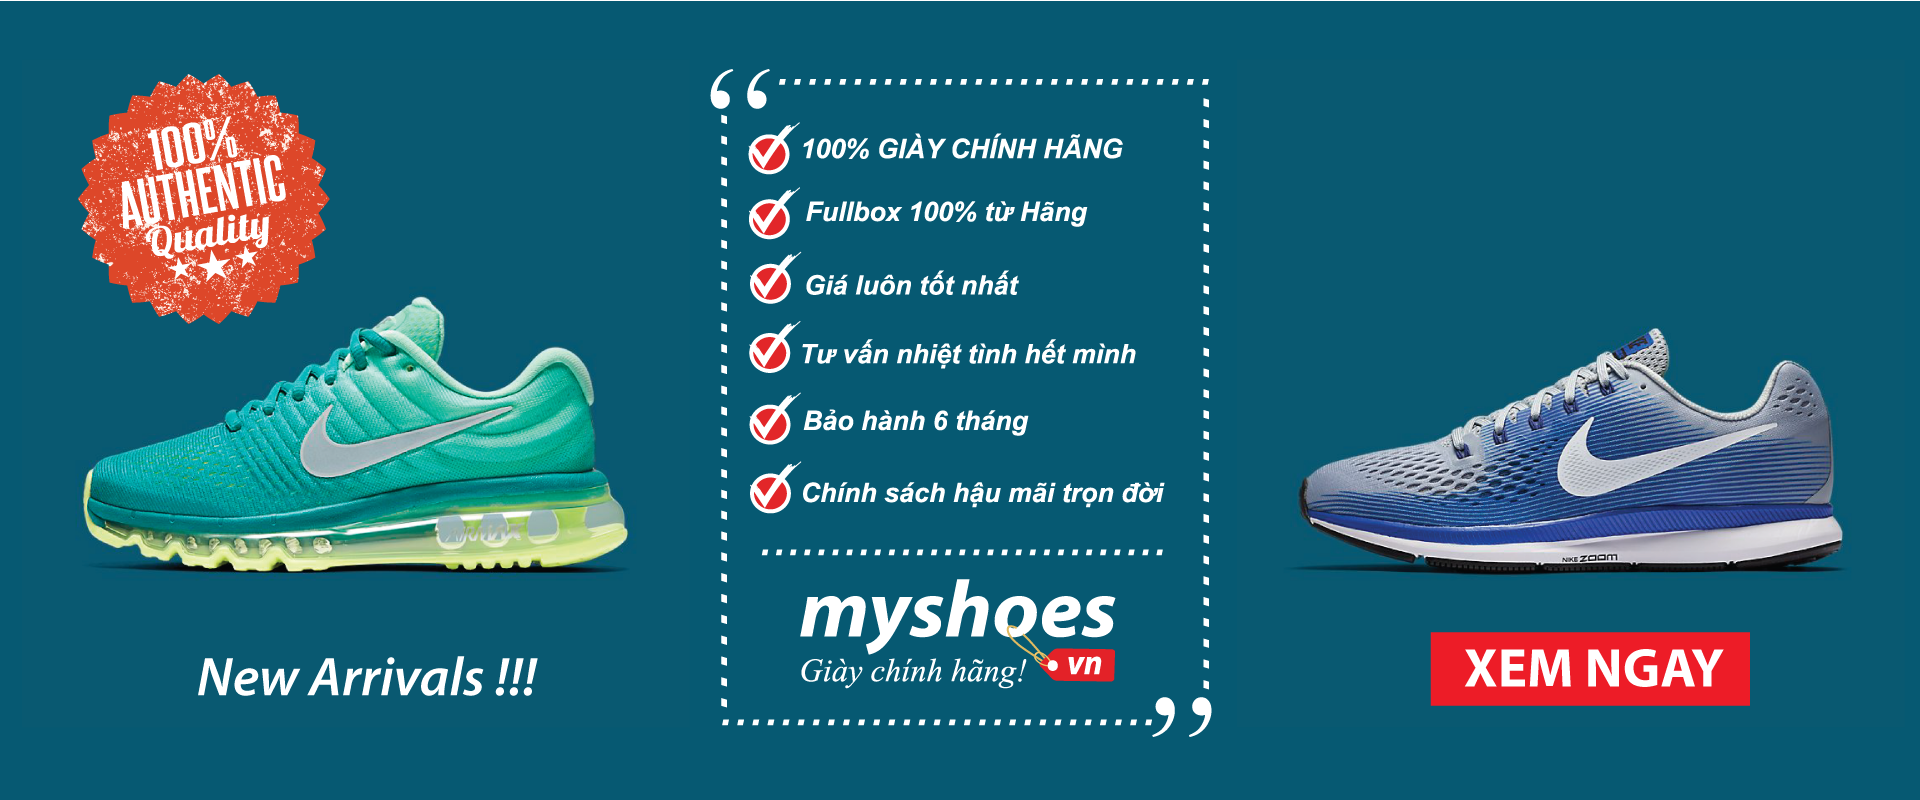 100%
AUTHENTIC
Quality
New Arrivals !!!
100% GIÀY CHÍNH HÃNG
Fullbox 100% từ Hãng
Giá luôn tốt nhất
Tư vấn nhiệt tình hết mình
Bảo hành 6 tháng
Chính sách hậu mãi trọn đời
myshoes
Giày chính hãng!
vn
NIKE ZOOM
XEM NGAY